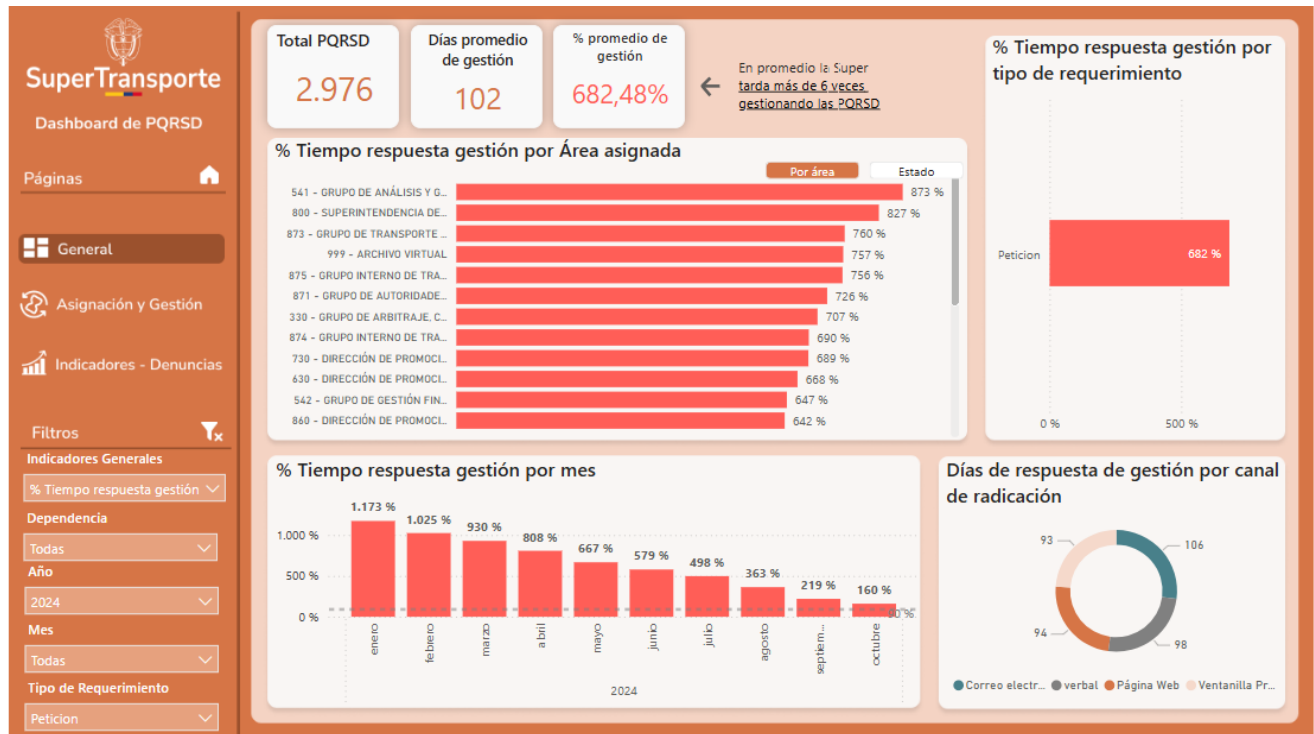 SuperTransporte
Dashboard de PQRSD
Páginas
General
Asignación y Gestión
Indicadores - Denuncias
Filtros
Indicadores Generales
% Tiempo respuesta gestión
Dependencia
Todas
Año
2024
Mes
Todas
Tipo de Requerimiento
Peticion
Total PQRSD
2.976
Días promedio
de gestión
102
% promedio de
gestión
682,48%
En promedio la Super
tarda más de 6 veces
gestionando las PQRSD
% Tiempo respuesta gestión por Área asignada
Por área
Estado
541 - GRUPO DE ANÁLISIS Y G...
873 %
800 - SUPERINTENDENCIA DE...
827 %
873 - GRUPO DE TRANSPORTE ...
760 %
999 - ARCHIVO VIRTUAL
757 %
875 - GRUPO INTERNO DE TRA...
756 %
871 - GRUPO DE AUTORIDADE...
726 %
330 - GRUPO DE ARBITRAJE, C...
707 %
874 - GRUPO INTERNO DE TRA...
690 %
730 - DIRECCIÓN DE PROMOCI...
689 %
630 - DIRECCIÓN DE PROMOCI...
668 %
542 - GRUPO DE GESTIÓN FIN...
647 %
860 - DIRECCIÓN DE PROMOCI...
642 %
% Tiempo respuesta gestión por
tipo de requerimiento
Peticion
682 %
0 %
500 %
% Tiempo respuesta gestión por mes
1.000 %
500 %
0 %
1.173 %
1.025 %
930 %
808 %
667 %
579 %
498 %
363 %
219 %
160 %
90 %
enero
febrero
marzo
abril
mayo
junio
julio
agosto
septiem...
octubre
2024
Días de respuesta de gestión por canal
de radicación
93
106
94
98
Correo electr...
verbal
Página Web
Ventanilla Pr...